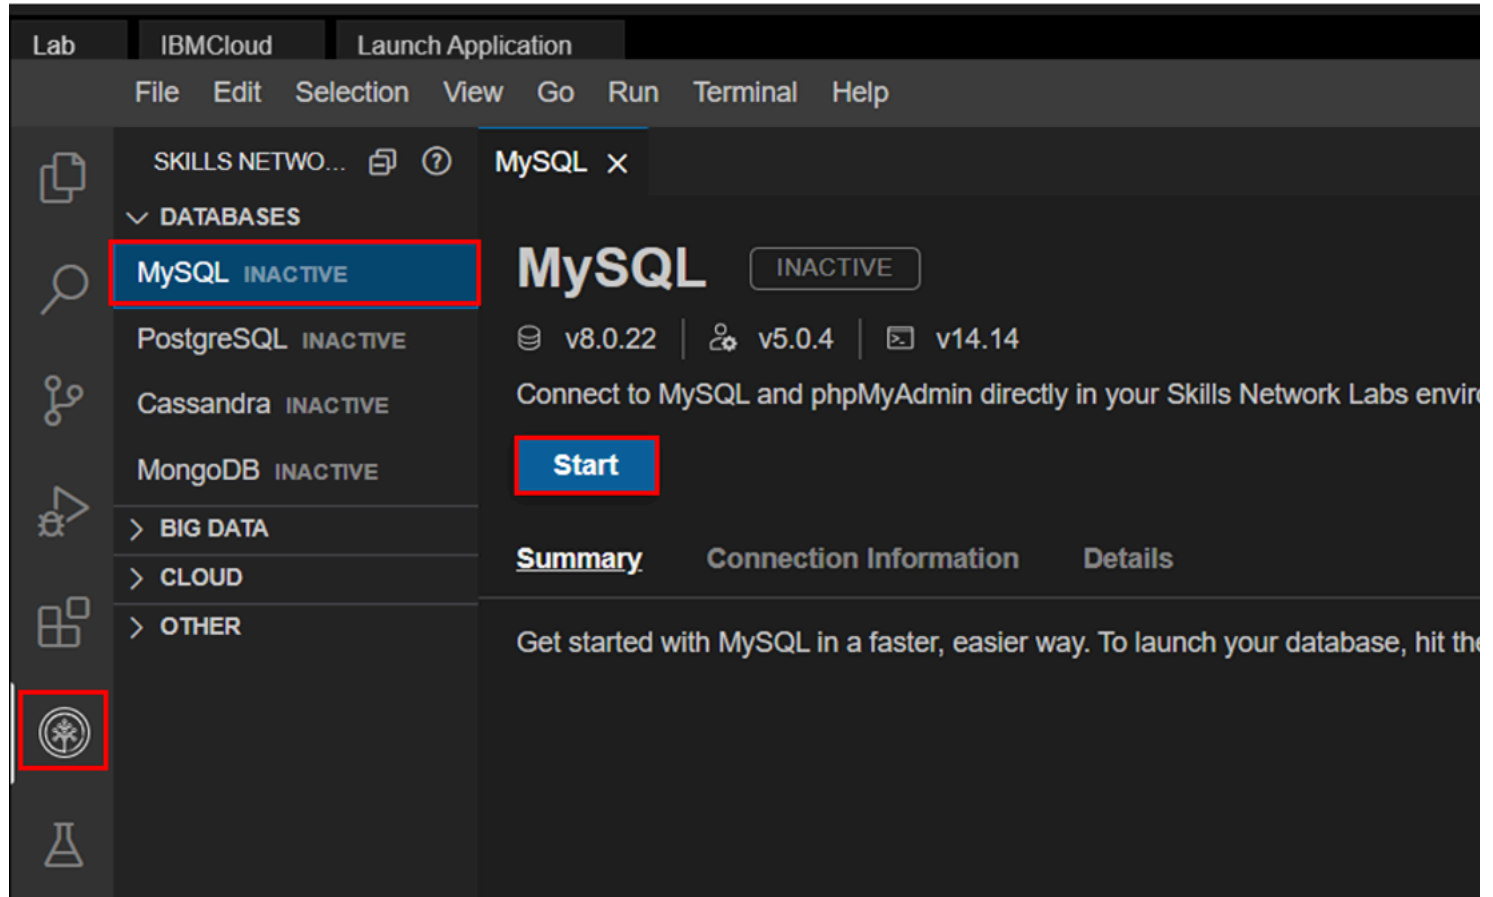 Lab IBMCloud Launch Application
File Edit Selection View Go Run Terminal Help
SKILLS NETWO...
MySQL
DATABASES
MySQL INACTIVE
PostgreSQL INACTIVE
Cassandra INACTIVE
MongoDB INACTIVE
BIG DATA
CLOUD
OTHER
MySQL INACTIVE
v8.0.22 v5.0.4 v14.14
Connect to MySQL and phpMyAdmin directly in your Skills Network Labs
Start
Summary Connection Information Details
Get started with MySQL in a faster, easier way. To launch your database, hit